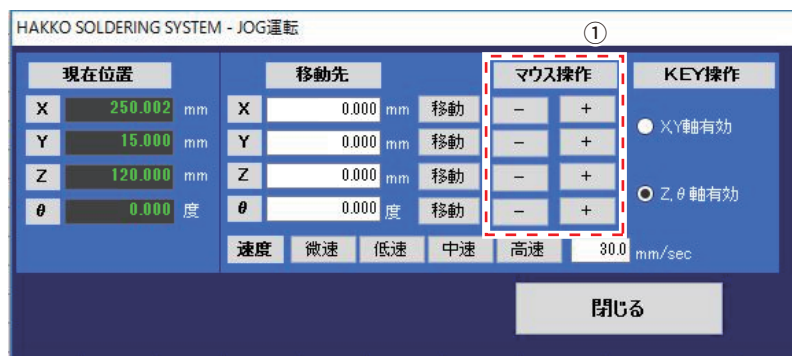 HAKKO SOLDERING SYSTEM - JOG運転
①
現在位置 移動先 マウス操作 KEY操作
X 250.002 mm X 0.000 mm 移動 - +
Y 15.000 mm Y 0.000 mm 移動 - +
X,Y軸有効
Z 120.000 mm Z 0.000 mm 移動 - +
Z,θ軸有効
θ 0.000 度 θ 0.000 度 移動 - +
速度 微速 低速 中速 高速 30.0 mm/sec
閉じる